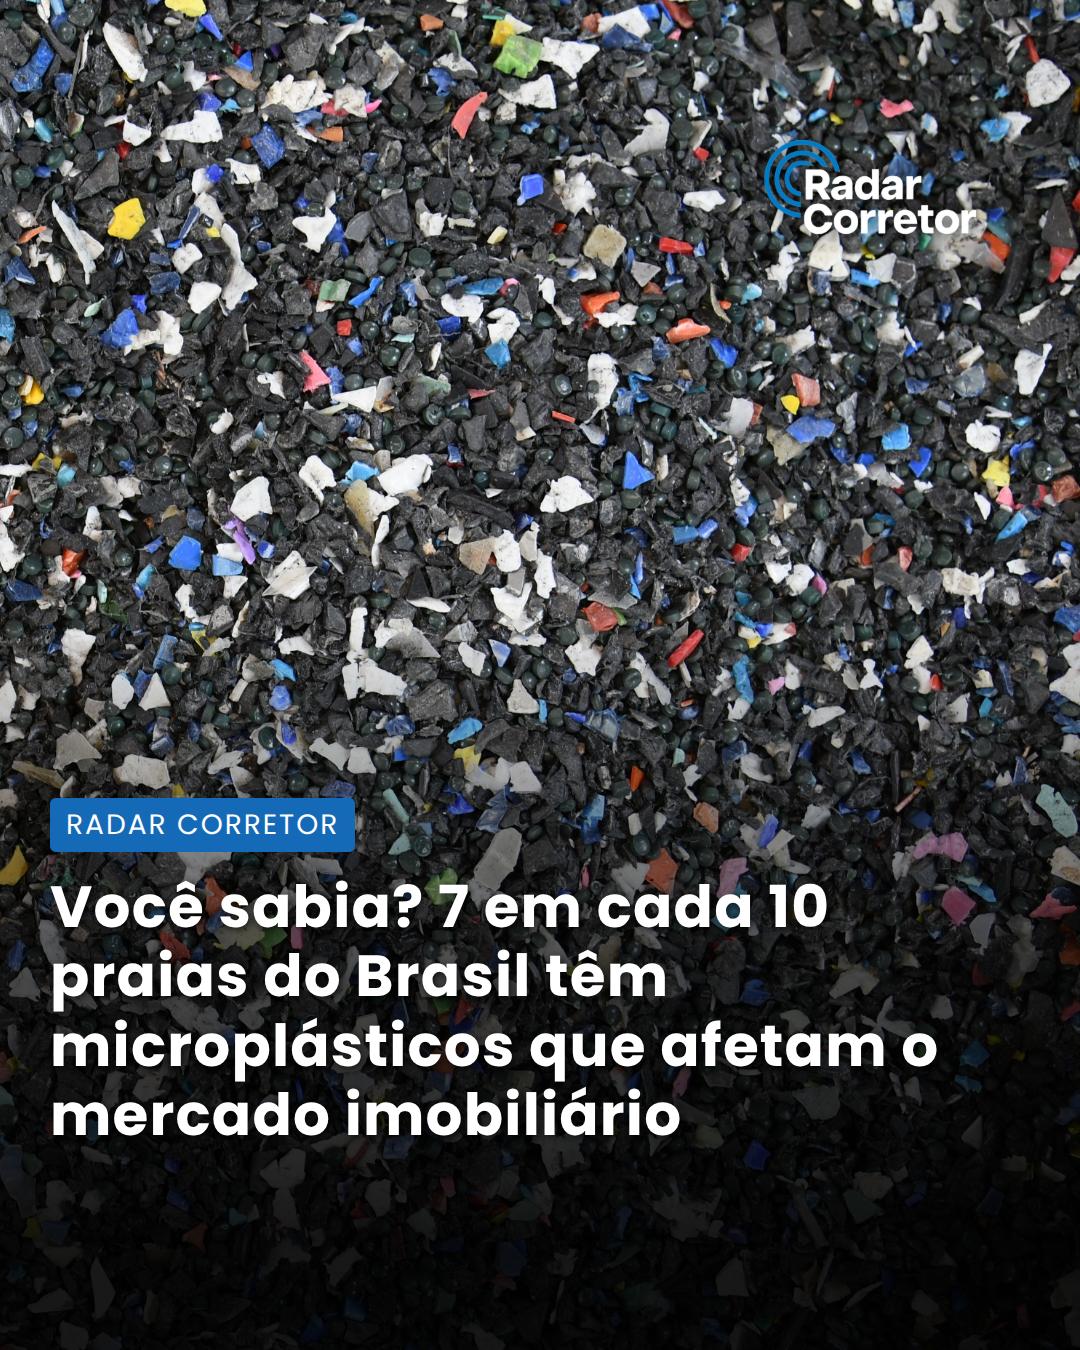 Radar
Corretor
RADAR CORRETOR
Você sabia? 7 em cada 10
praias do Brasil têm
microplásticos que afetam o
mercado imobiliário